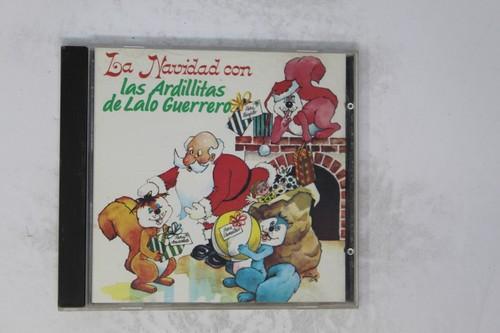 La Navidad con
las Ardillitas
de Lalo Guerrero